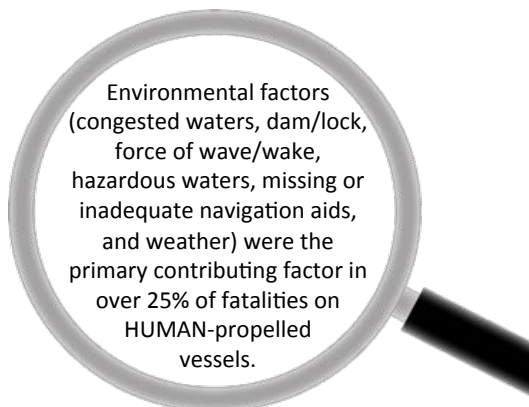 Environmental factors
(congested waters, dam/lock,
force of wave/wake,
hazardous waters, missing or
inadequate navigation aids,
and weather) were the
primary contributing factor in
over 25% of fatalities on
HUMAN-propelled
vessels.